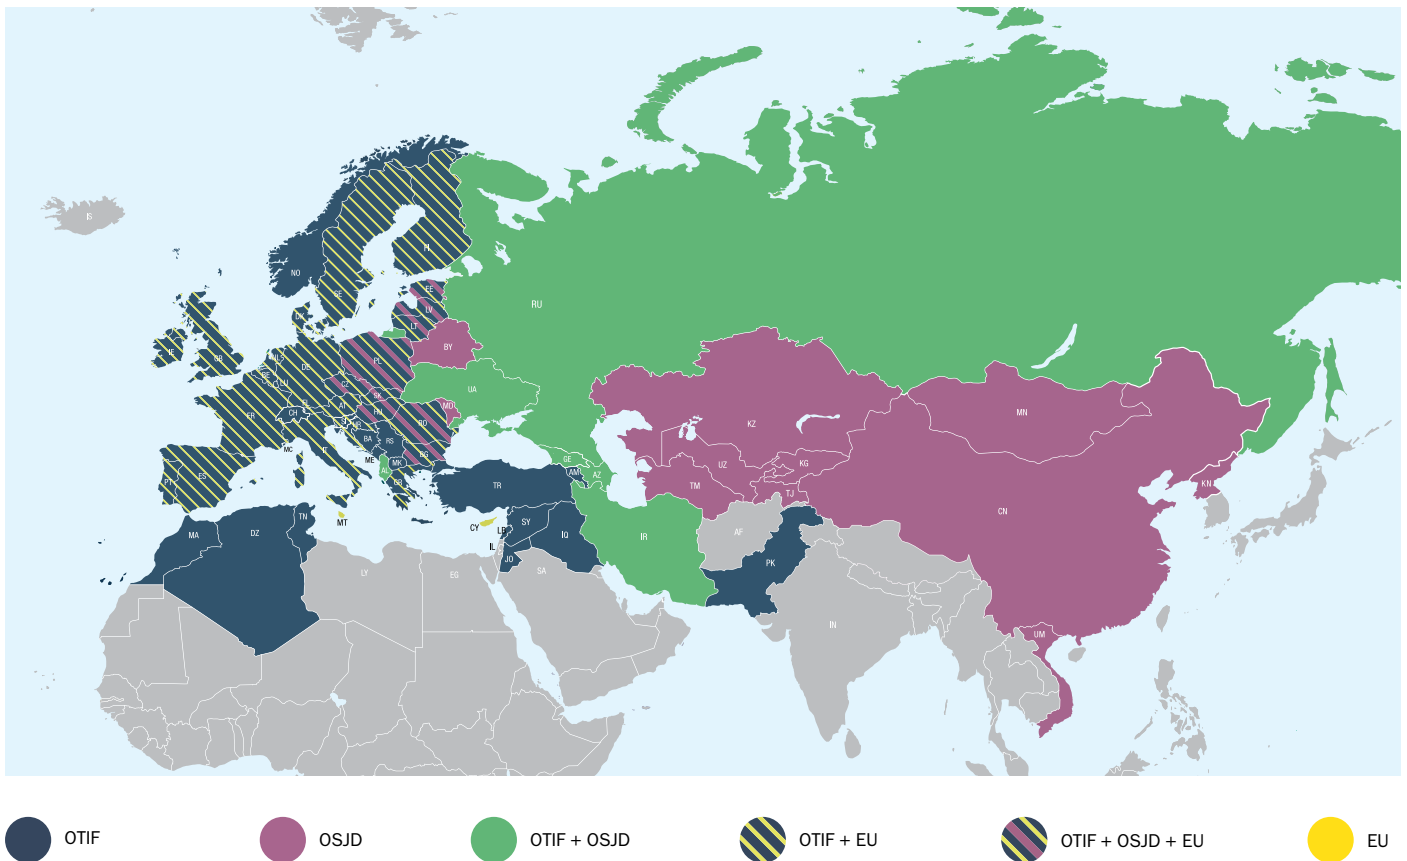 IS
NO
FI
SE
EE
RU
LV
DK
LT
IE
GB
NL
BE
DE
PL
BY
LU
CZ
UA
SK
FR
LI
AT
CH
HU
MD
MN
SI
HR
RO
KZ
BA
RS
MC
IT
ME
BG
GE
UZ
KG
MK
AL
AM
AZ
ES
PT
GR
TR
TM
TJ
KN
TN
MT
CY
SY
CN
MA
DZ
LB
IQ
AF
IR
IL
JO
PK
LY
EG
SA
IN
UM
OTIF
OSJD
OTIF + OSJD
OTIF + EU
OTIF + OSJD + EU
EU